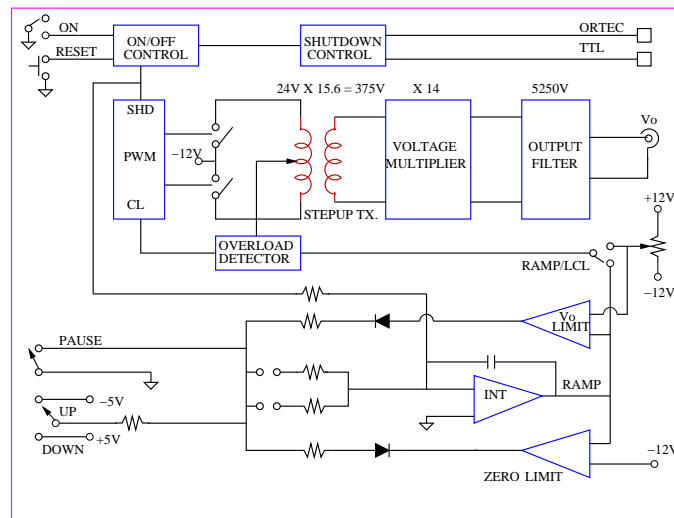 ON
RESET
ON/OFF
CONTROL
SHUTDOWN
CONTROL
ORTEC
TTL
24V X 15.6 = 375V
X 14
5250V
SHD
PWM
CL
−12V
STEPUP TX.
VOLTAGE
MULTIPLIER
OUTPUT
FILTER
Vo
+12V
−12V
OVERLOAD
DETECTOR
RAMP/LCL
PAUSE
Vo
LIMIT
INT
RAMP
−5V
UP
+5V
DOWN
ZERO LIMIT
−12V